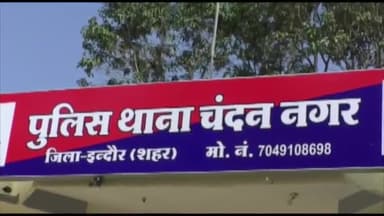 पुलिस थाना चंदन नगर
जिला-इन्दौर (शहर) मो. नं. 7049108698